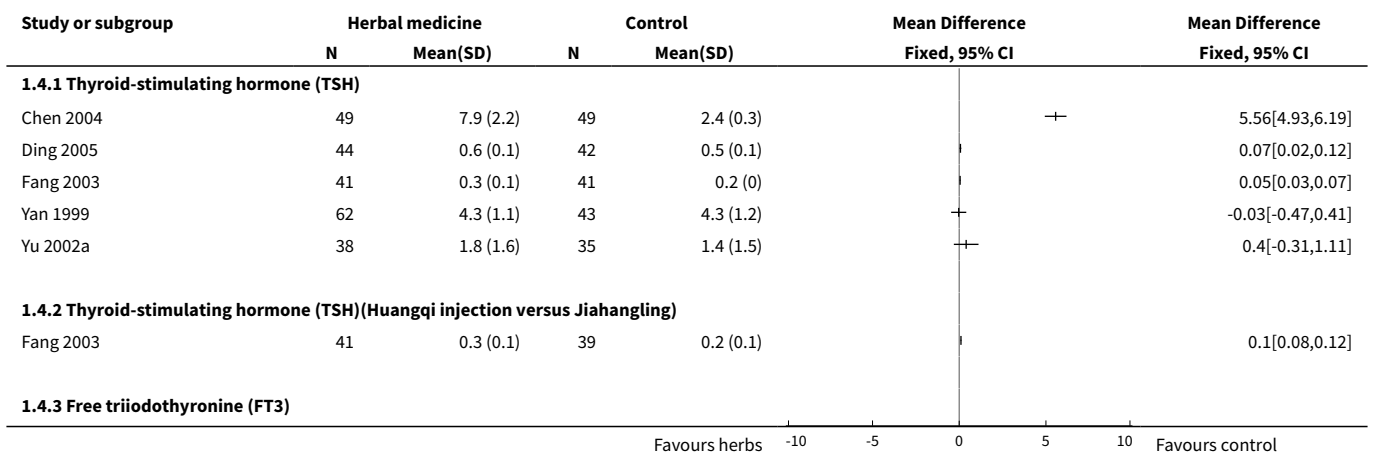 Study or subgroup Herbal medicine Control Mean Difference Mean Difference
N Mean(SD) N Mean(SD) Fixed, 95% CI Fixed, 95% CI
1.4.1 Thyroid-stimulating hormone (TSH)
Chen 2004 49 7.9 (2.2) 49 2.4 (0.3) 5.56[4.93,6.19]
Ding 2005 44 0.6 (0.1) 42 0.5 (0.1) 0.07[0.02,0.12]
Fang 2003 41 0.3 (0.1) 41 0.2 (0) 0.05[0.03,0.07]
Yan 1999 62 4.3 (1.1) 43 4.3 (1.2) -0.03[-0.47,0.41]
Yu 2002a 38 1.8 (1.6) 35 1.4 (1.5) 0.4[-0.31,1.11]
1.4.2 Thyroid-stimulating hormone (TSH)(Huangqi injection versus Jiahangling)
Fang 2003 41 0.3 (0.1) 39 0.2 (0.1) 0.1[0.08,0.12]
1.4.3 Free triiodothyronine (FT3)
Favours herbs -10 -5 0 5 10 Favours control